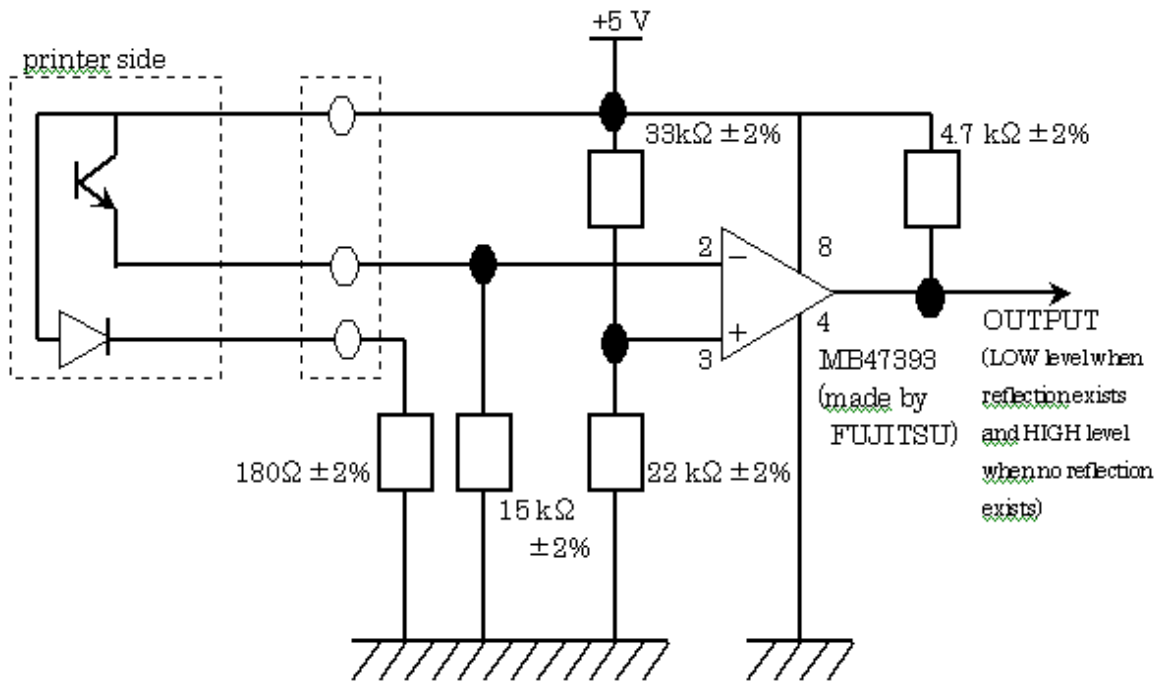 +5 V
printer side
33kΩ ±2%
4.7 kΩ ±2%
2
−
8
+
3
4
OUTPUT
(LOW level when
reflection exists
and HIGH level
when no reflection
exists)
MB47393
(made by
FUJITSU)
180Ω ±2%
15 kΩ
±2%
22 kΩ ±2%